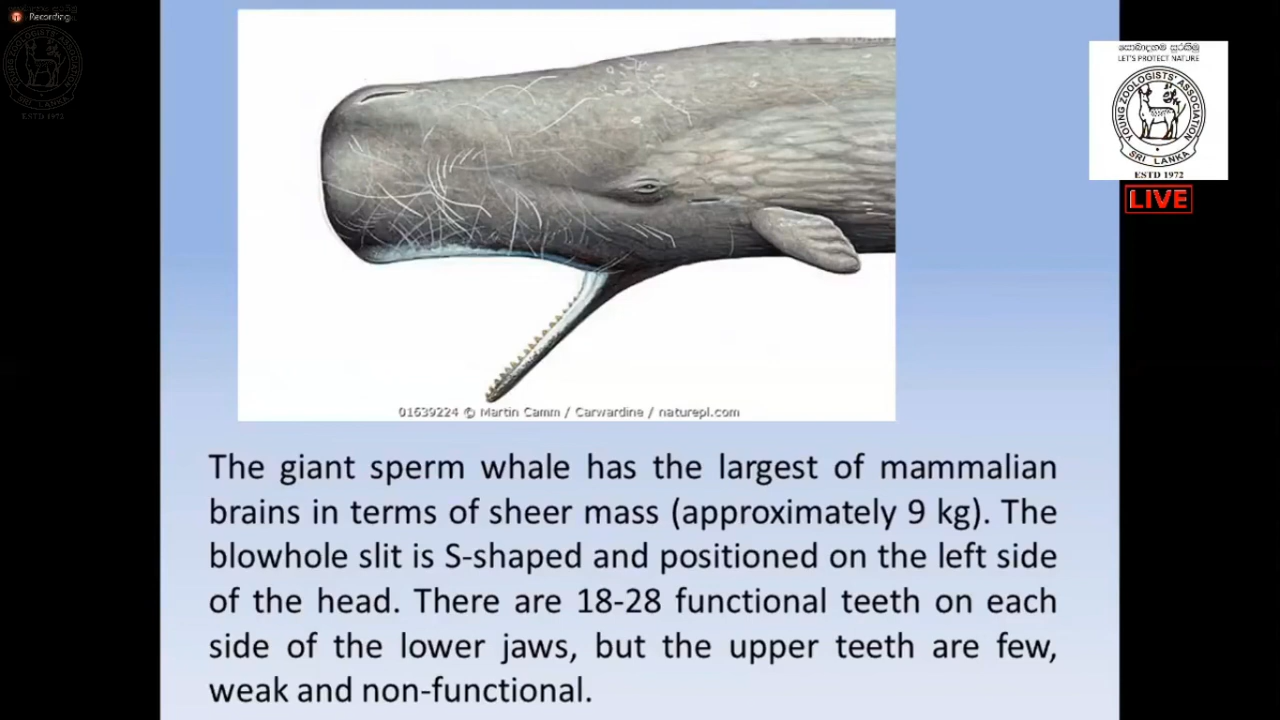 Recording
සොබාදහම සුරකිමු
LET'S PROTECT NATURE
YOUNG ZOOLOGISTS' ASSOCIATION
SRI LANKA
ESTD 1972
LIVE
01639224 © Martin Camm / Carwardine / naturepl.com
The giant sperm whale has the largest of mammalian
brains in terms of sheer mass (approximately 9 kg). The
blowhole slit is S-shaped and positioned on the left side
of the head. There are 18-28 functional teeth on each
side of the lower jaws, but the upper teeth are few,
weak and non-functional.